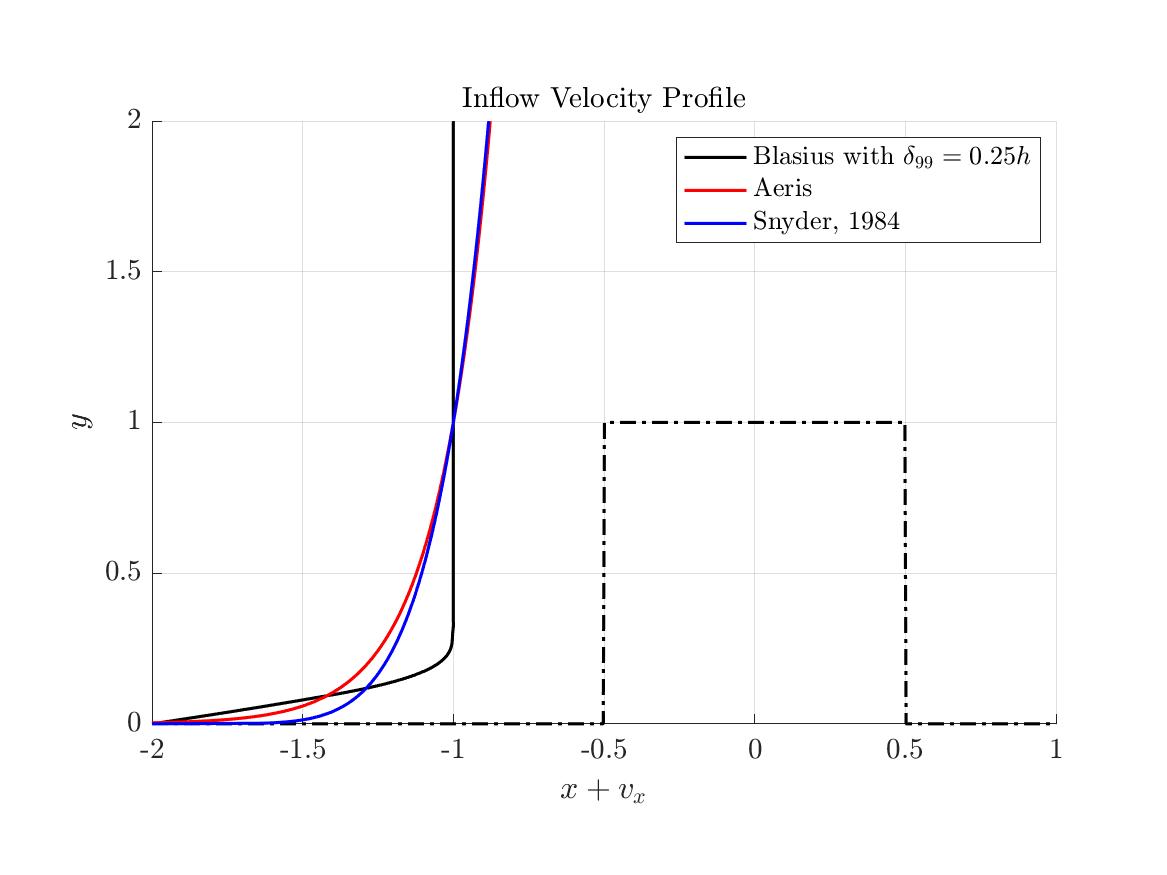 Inflow Velocity Profile
2
1.5
1
0.5
0
y
Blasius with δ₉₉ = 0.25h
Aeris
Snyder, 1984
-2 -1.5 -1 -0.5 0 0.5 1
x + vₓ